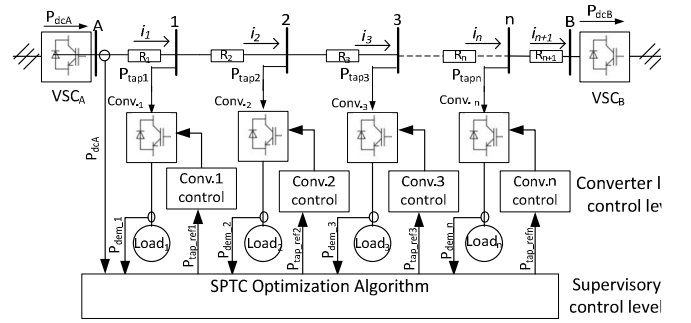 P_dcA A i_1 1 i_2 2 i_3 3 i_n n i_n+1 B P_dcB
R_1 R_2 R_3 R_n R_n+1
VSC_A P_tap1 P_tap2 P_tap3 P_tapn VSC_B
Conv._1 Conv._2 Conv._3 Conv._n
P_dcA
Conv.1 control
Conv.2 control
Conv.3 control
Conv.n control
Converter l
control lev
P_dem_1 Load_1 P_tap_ref1 P_dem_2 Load_2 P_tap_ref2 P_dem_3 Load_3 P_tap_ref3 P_dem_n Load_n P_tap_refn
SPTC Optimization Algorithm
Supervisory
control level